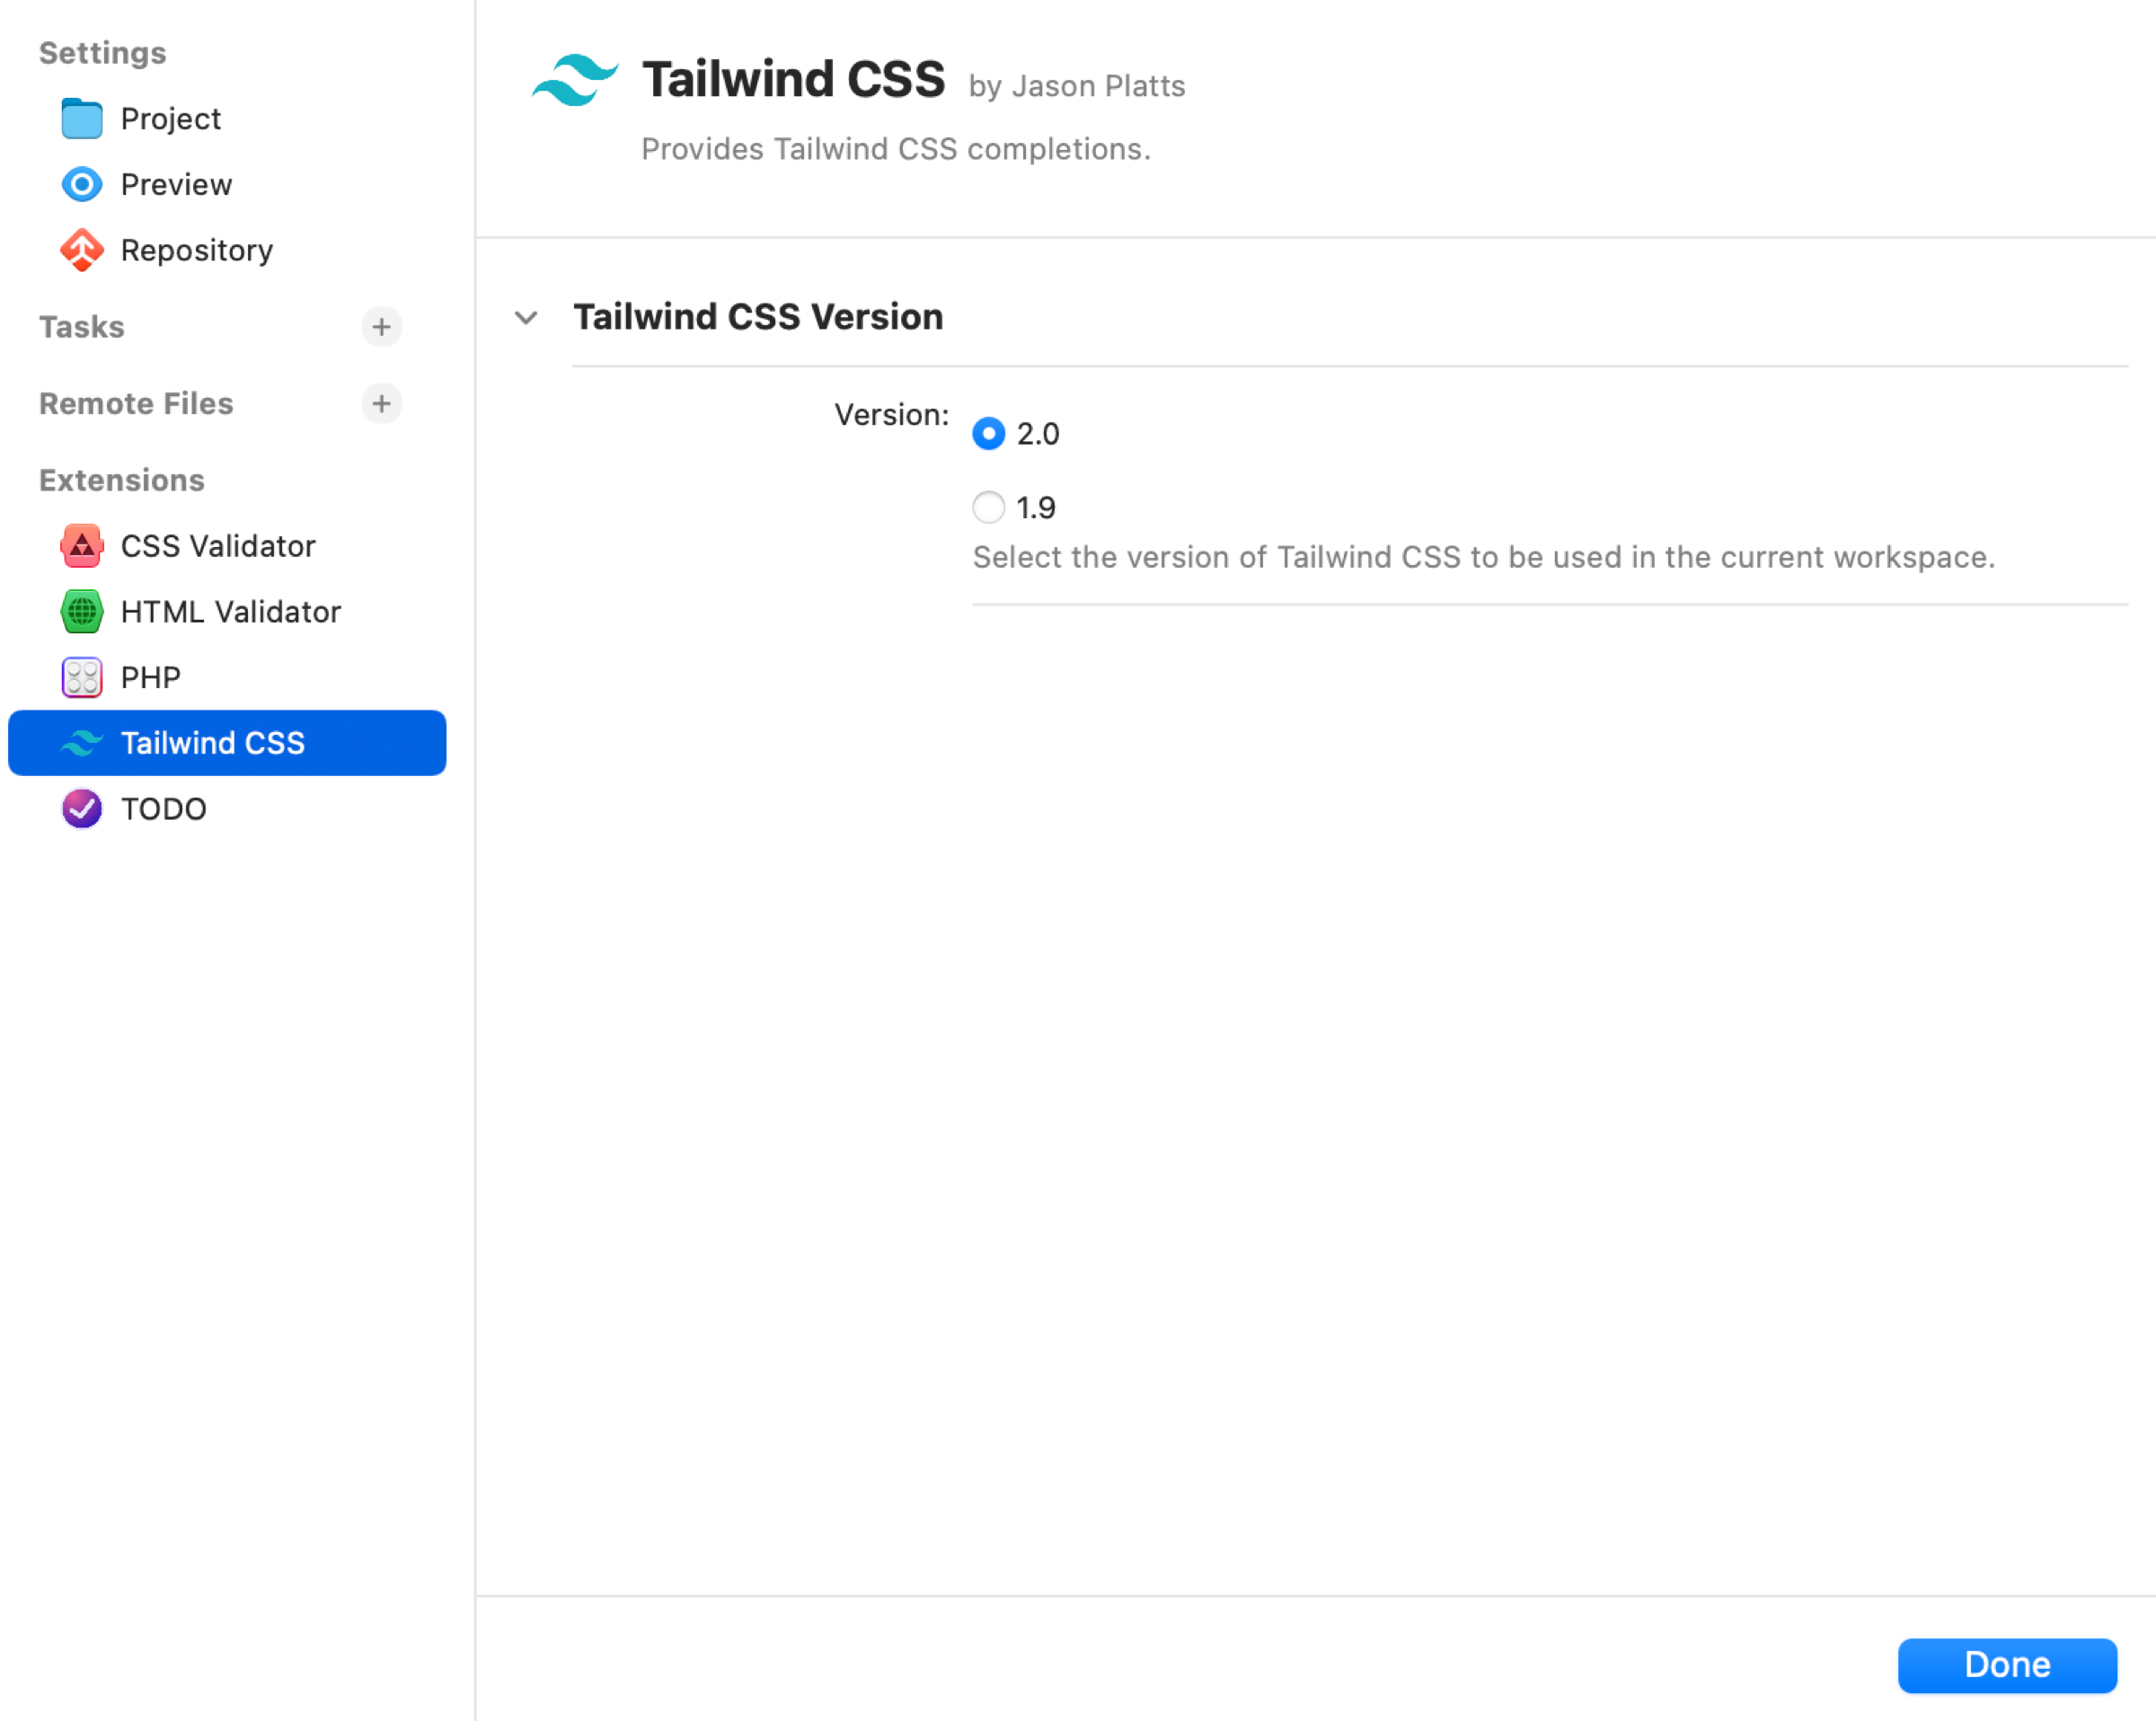 Settings
Project
Preview
Repository
Tasks
Remote Files
Extensions
CSS Validator
HTML Validator
PHP
Tailwind CSS
TODO
Tailwind CSS by Jason Platts
Provides Tailwind CSS completions.
Tailwind CSS Version
Version:
2.0
1.9
Select the version of Tailwind CSS to be used in the current workspace.
Done